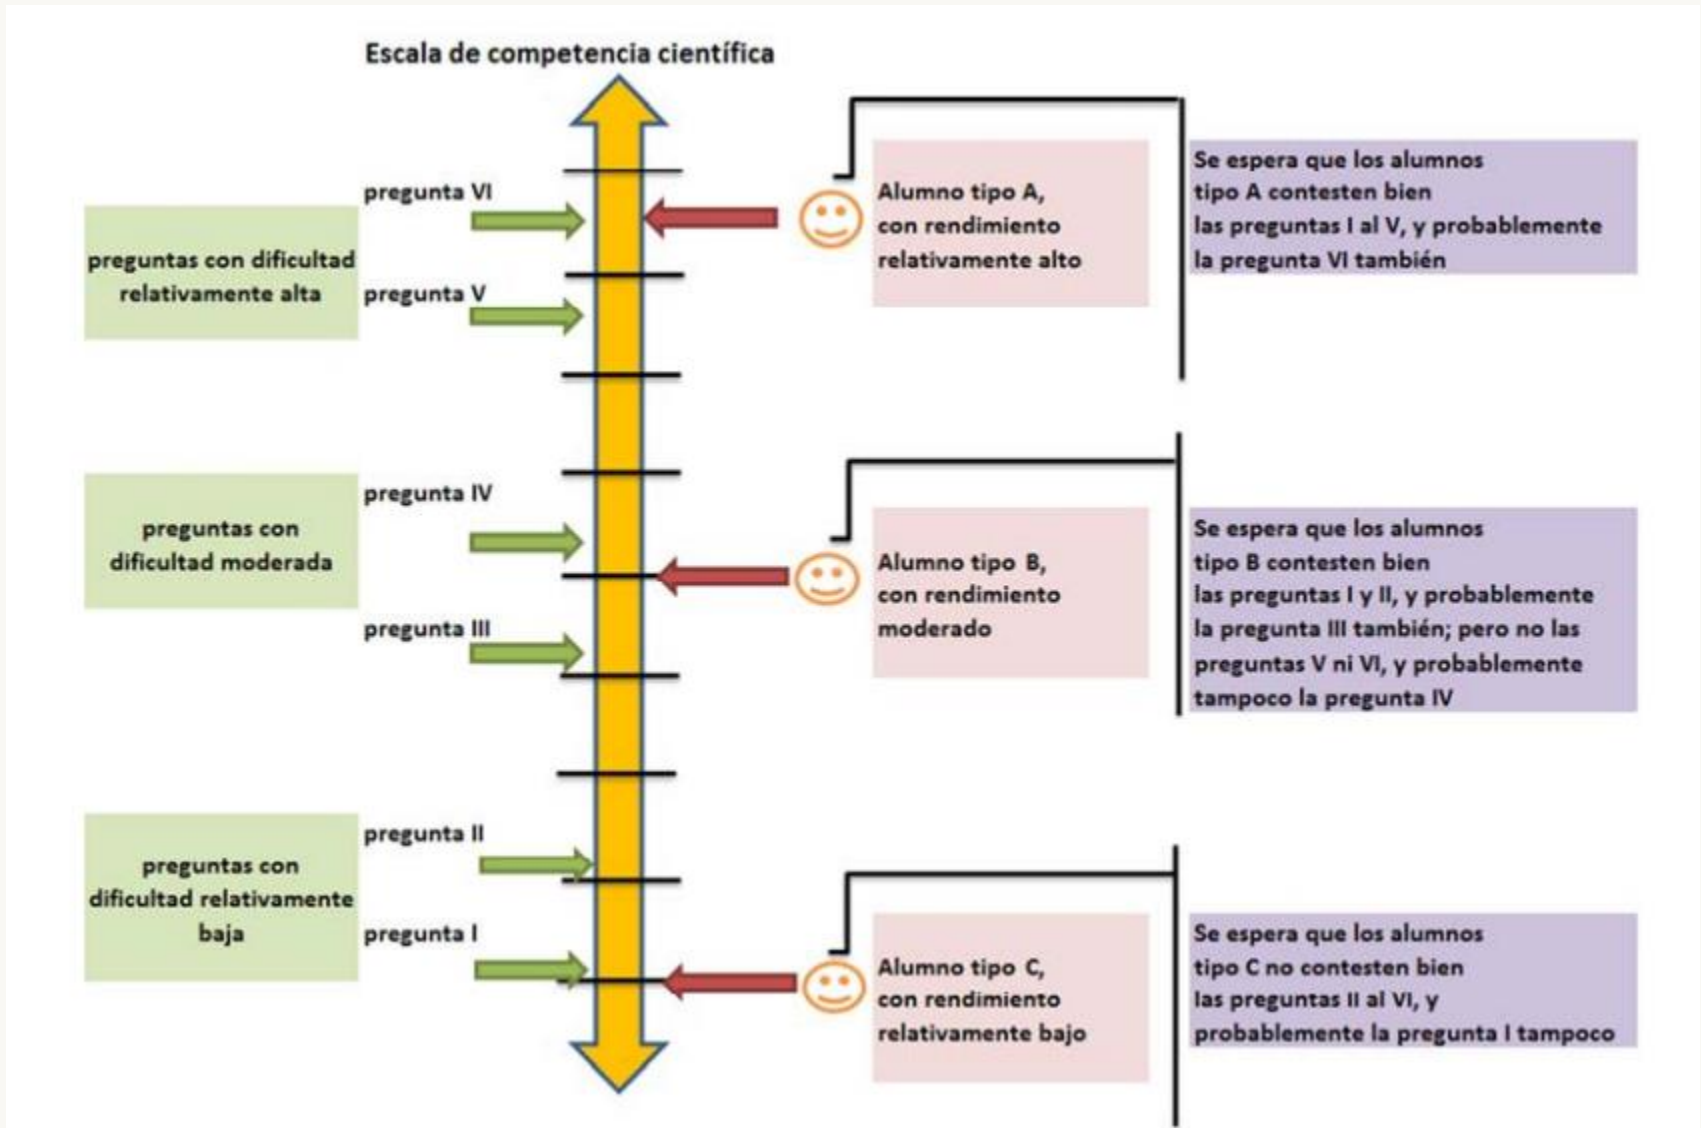 Escala de competencia científica
pregunta VI
preguntas con dificultad
relativamente alta
pregunta V
Alumno tipo A,
con rendimiento
relativamente alto
Se espera que los alumnos
tipo A contesten bien
las preguntas I al V, y probablemente
la pregunta VI también
pregunta IV
preguntas con
dificultad moderada
pregunta III
Alumno tipo B,
con rendimiento
moderado
Se espera que los alumnos
tipo B contesten bien
las preguntas I y II, y probablemente
la pregunta III también; pero no las
preguntas V ni VI, y probablemente
tampoco la pregunta IV
pregunta II
preguntas con
dificultad relativamente
baja
pregunta I
Alumno tipo C,
con rendimiento
relativamente bajo
Se espera que los alumnos
tipo C no contesten bien
las preguntas II al VI, y
probablemente la pregunta I tampoco